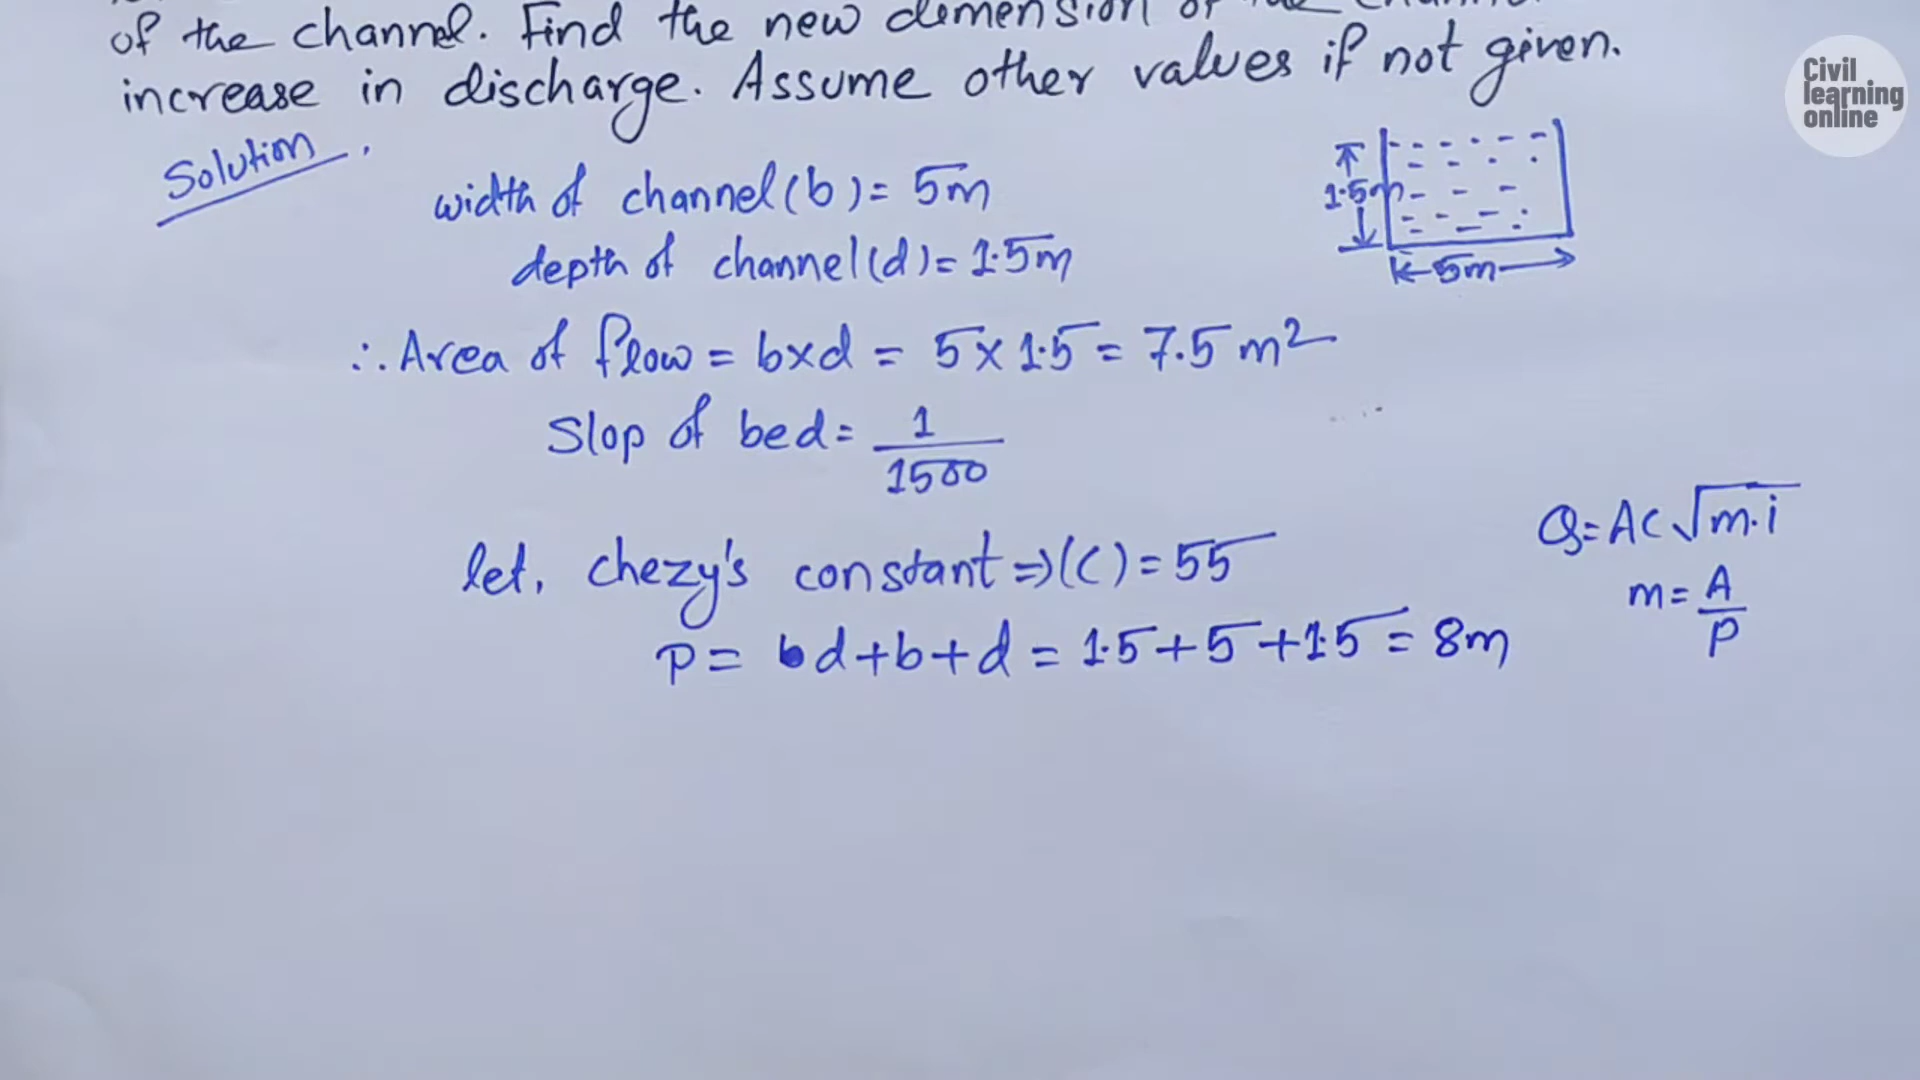 of the channel. Find the new dimension of the
increase in discharge. Assume other values if not given.
Solution.
width of channel (b) = 5m
depth of channel (d) = 1.5m
1.5m
5m
∴ Area of flow = b×d = 5×1.5 = 7.5 m²
Slop of bed = 1/1500
let, chezy's constant ⇒ (C) = 55
Q = AC√m.i
m = A/P
P = d+b+d = 1.5+5+1.5 = 8m
Civil
learning
online